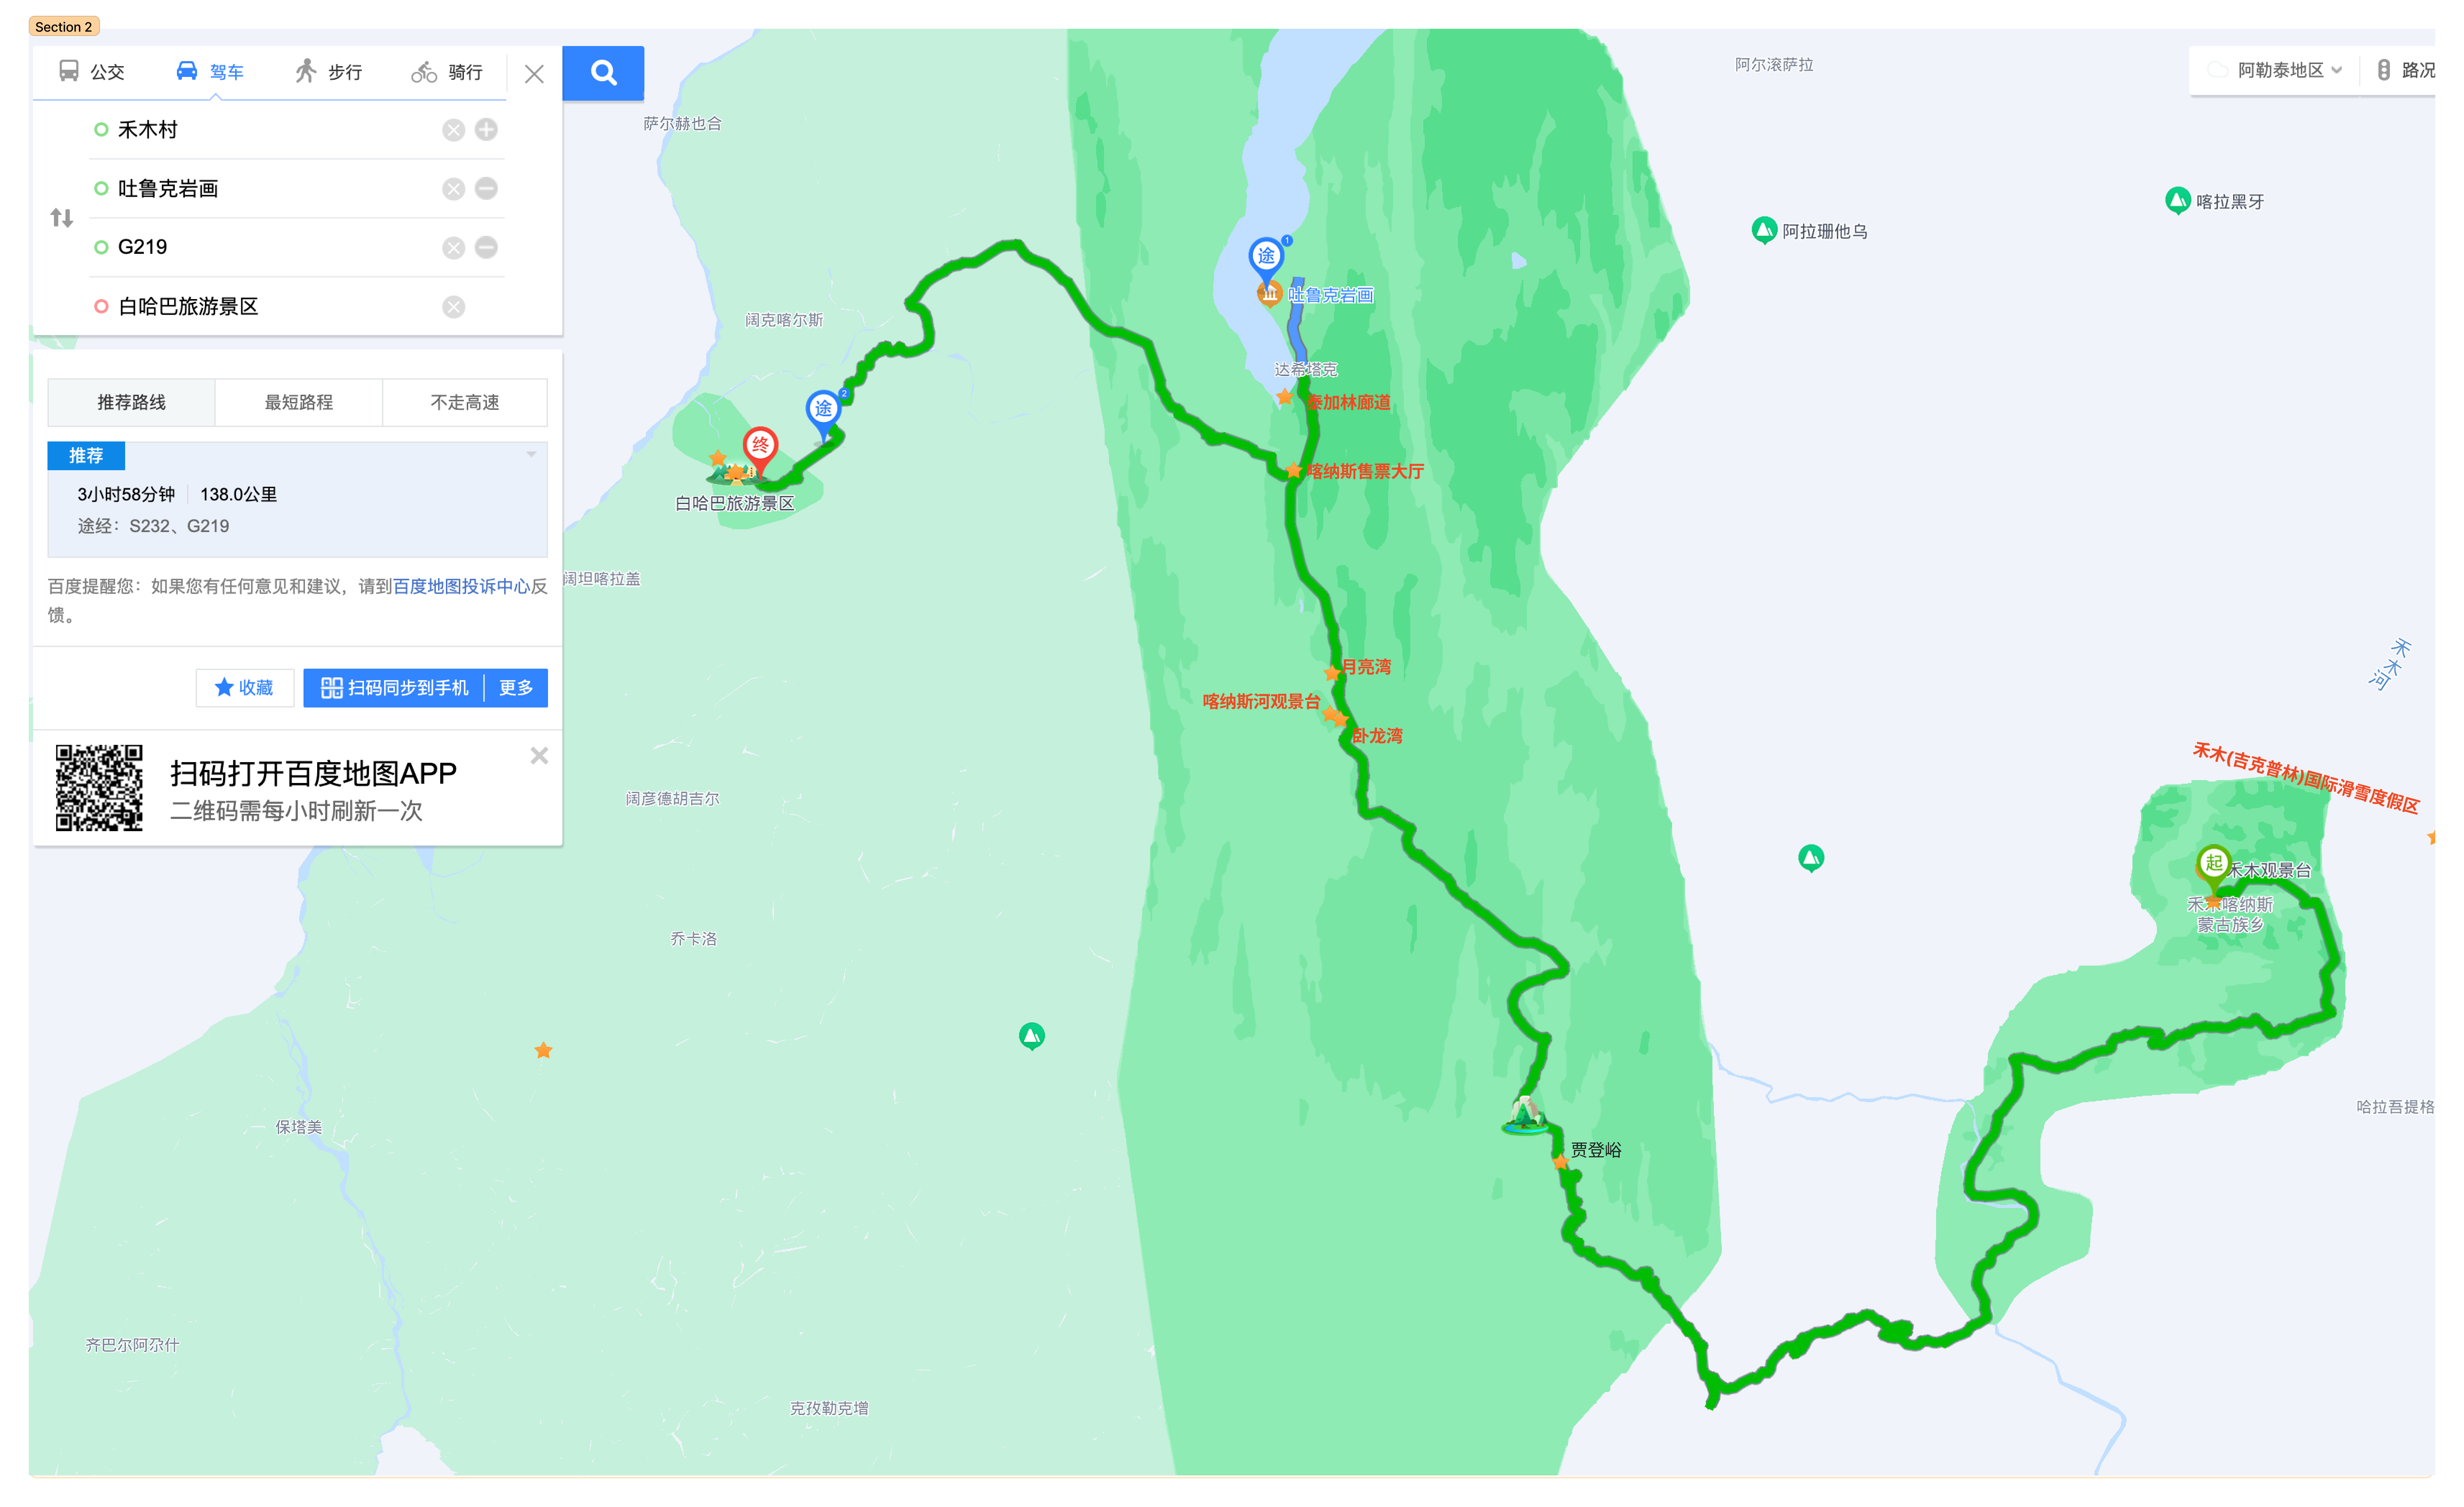 Section 2
公交
驾车
步行
骑行
禾木村
吐鲁克岩画
G219
白哈巴旅游景区
推荐路线
最短路程
不走高速
推荐
3小时58分钟
138.0公里
途经：S232、G219
百度提醒您：如果您有任何意见和建议，请到百度地图投诉中心反
馈。
收藏
扫码同步到手机
更多
扫码打开百度地图APP
二维码需每小时刷新一次
阿勒泰地区
路况
阿尔滚萨拉
萨尔赫也合
喀拉黑牙
阿拉珊他乌
途
1
吐鲁克岩画
阔克喀尔斯
达希塔克
泰加林廊道
途
2
终
白哈巴旅游景区
喀纳斯售票大厅
阔坦喀拉盖
月亮湾
喀纳斯河观景台
卧龙湾
禾木河
禾木(吉克普林)国际滑雪度假区
阔彦德胡吉尔
起
禾木观景台
禾木喀纳斯
蒙古族乡
乔卡洛
哈拉吾提格
保塔美
贾登峪
齐巴尔阿尕什
克孜勒克增